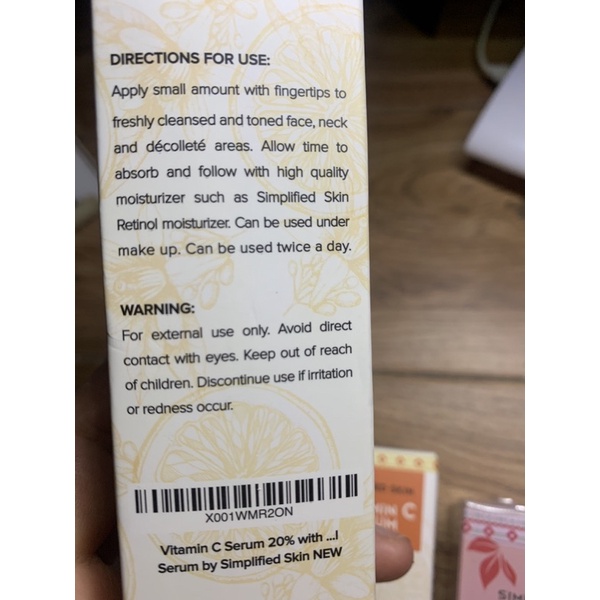 DIRECTIONS FOR USE:
Apply small amount with fingertips to
freshly cleansed and toned face, neck
and décolleté areas. Allow time to
absorb and follow with high quality
moisturizer such as Simplified Skin
Retinol moisturizer. Can be used under
make up. Can be used twice a day.
WARNING:
For external use only. Avoid direct
contact with eyes. Keep out of reach
of children. Discontinue use if irritation
or redness occur.
X001WMR2ON
Vitamin C Serum 20% with ...l
Serum by Simplified Skin NEW
SKIN
MIN C
UM
SIM